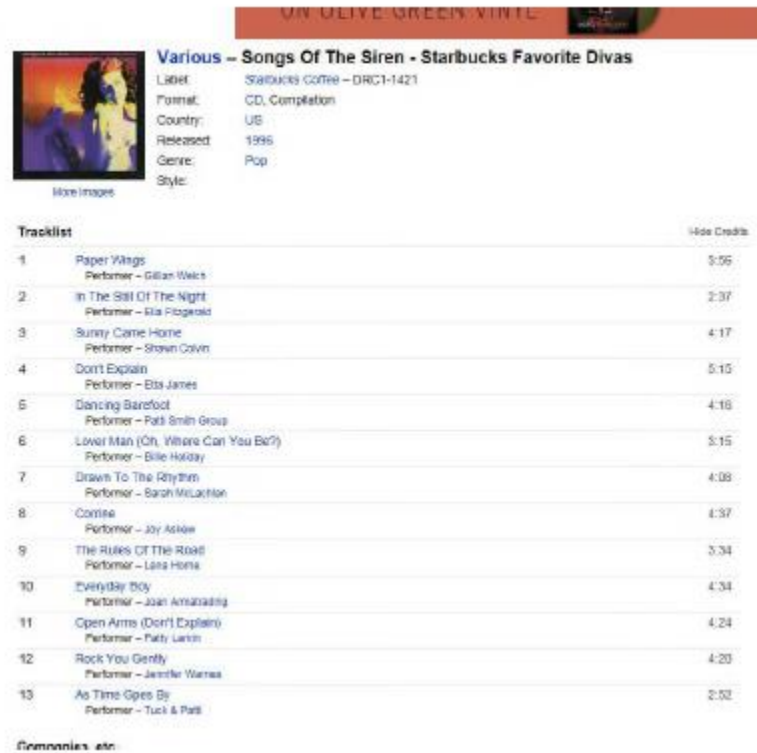 ON OLIVE GREEN VINYL
Various – Songs Of The Siren - Starbucks Favorite Divas
Label: Starbucks Coffee – DRC1-1421
Format: CD, Compilation
Country: US
Released: 1996
Genre: Pop
Style:
More Images
Tracklist Hide Credits
1 Paper Wings 3:56
Performer – Gillian Welch
2 In The Still Of The Night 2:37
Performer – Ella Fitzgerald
3 Sunny Came Home 4:17
Performer – Shawn Colvin
4 Don't Explain 5:15
Performer – Etta James
5 Dancing Barefoot 4:16
Performer – Patti Smith Group
6 Lover Man (Oh, Where Can You Be?) 3:15
Performer – Billie Holiday
7 Drawn To The Rhythm 4:08
Performer – Sarah McLachlan
8 Corrine 4:37
Performer – Joy Askew
9 The Rules Of The Road 3:34
Performer – Lena Horne
10 Everyday Boy 4:34
Performer – Joan Armatrading
11 Open Arms (Don't Explain) 4:24
Performer – Patty Larkin
12 Rock You Gently 4:20
Performer – Jennifer Warnes
13 As Time Goes By 2:52
Performer – Tuck & Patti
Companies, etc.